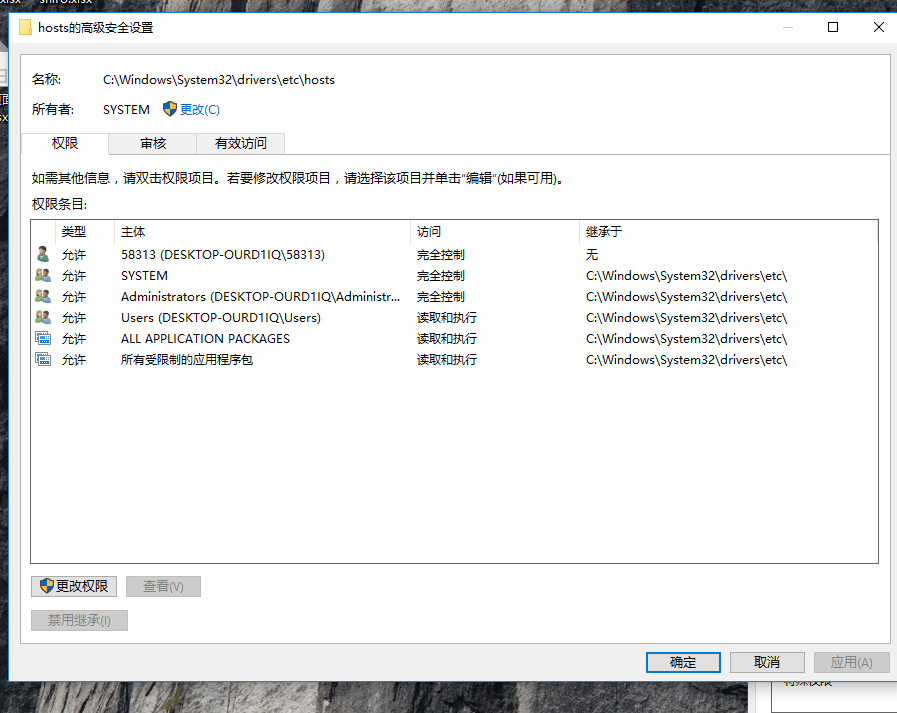 hosts的高级安全设置
名称: C:\Windows\System32\drivers\etc\hosts
所有者: SYSTEM 更改(C)
权限 审核 有效访问
如需其他信息，请双击权限项目。若要修改权限项目，请选择该项目并单击"编辑"(如果可用)。
权限条目:
类型 主体 访问 继承于
允许 58313 (DESKTOP-OURD1IQ\58313) 完全控制 无
允许 SYSTEM 完全控制 C:\Windows\System32\drivers\etc\
允许 Administrators (DESKTOP-OURD1IQ\Administr... 完全控制 C:\Windows\System32\drivers\etc\
允许 Users (DESKTOP-OURD1IQ\Users) 读取和执行 C:\Windows\System32\drivers\etc\
允许 ALL APPLICATION PACKAGES 读取和执行 C:\Windows\System32\drivers\etc\
允许 所有受限制的应用程序包 读取和执行 C:\Windows\System32\drivers\etc\
更改权限 查看(V)
禁用继承(I)
确定 取消 应用(A)